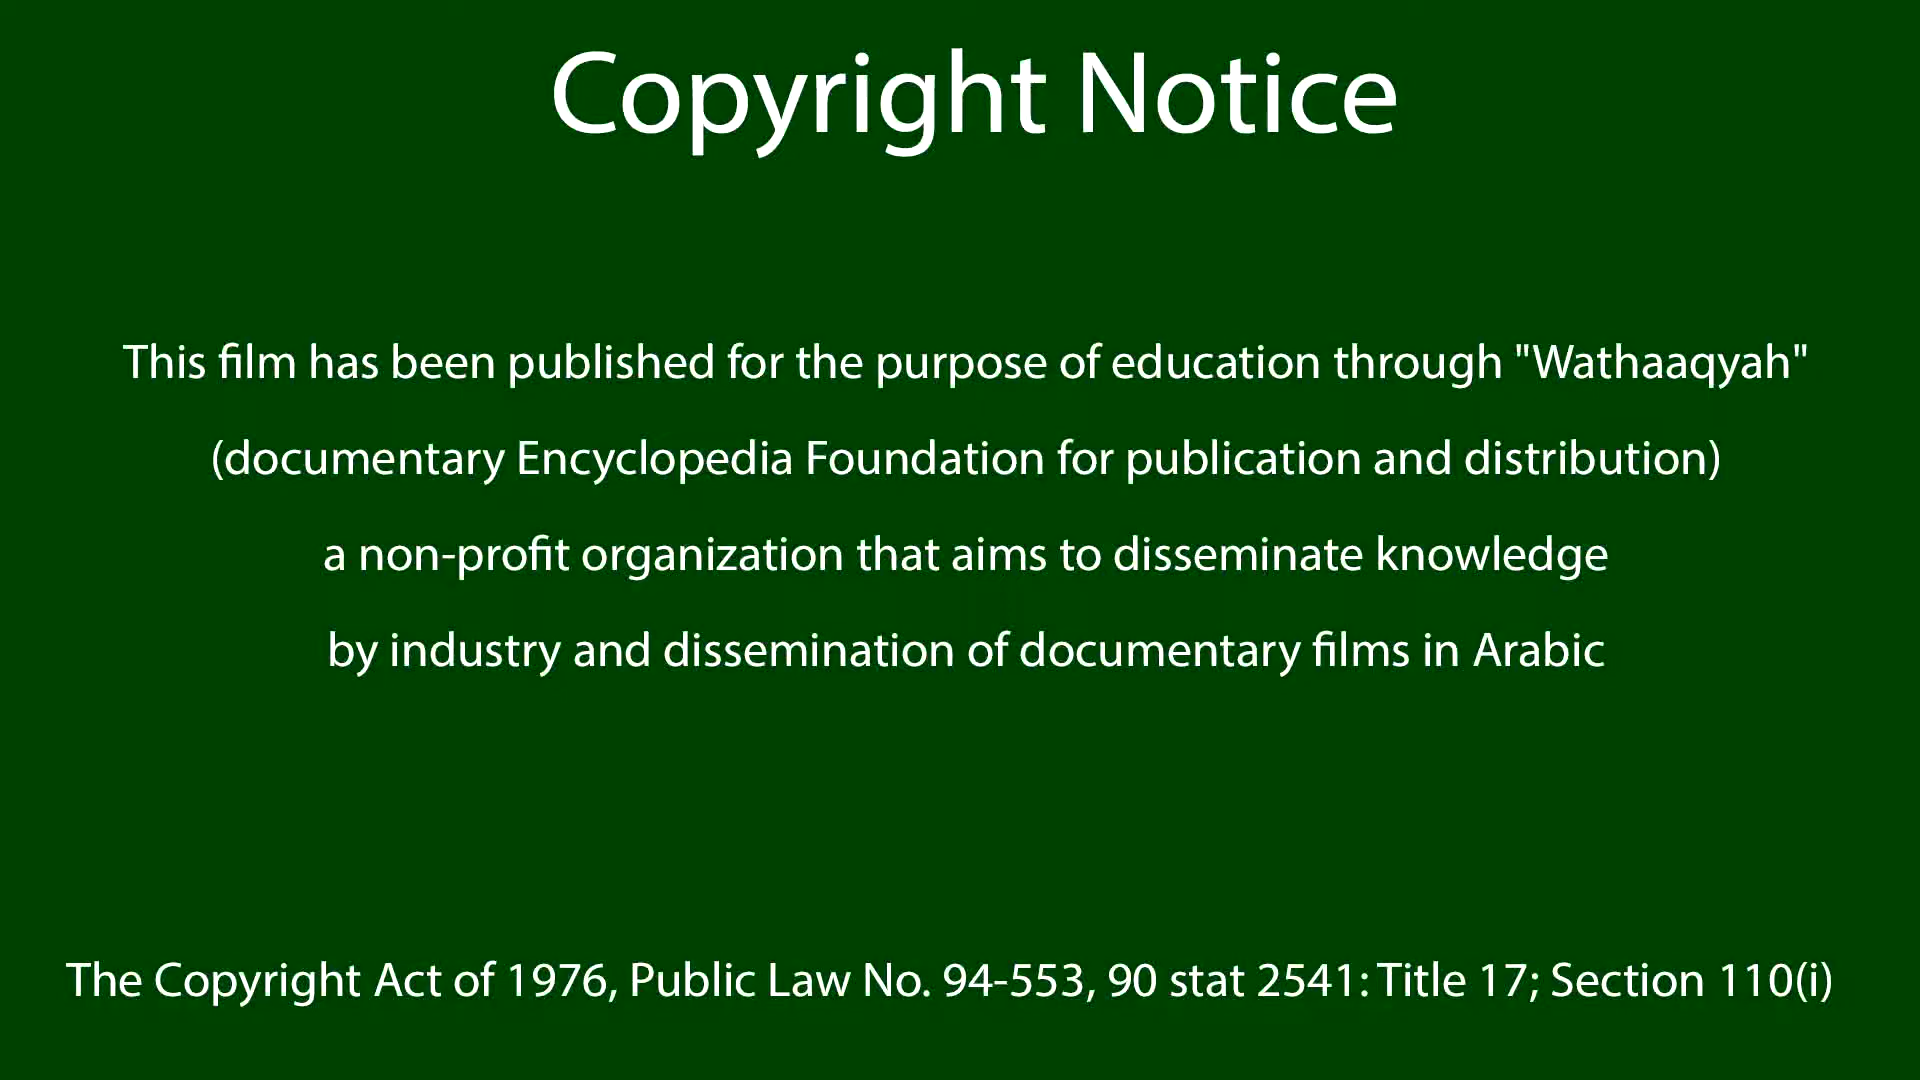 Copyright Notice
This film has been published for the purpose of education through "Wathaaqyah"
(documentary Encyclopedia Foundation for publication and distribution)
a non-profit organization that aims to disseminate knowledge
by industry and dissemination of documentary films in Arabic
The Copyright Act of 1976, Public Law No. 94-553, 90 stat 2541: Title 17; Section 110(i)